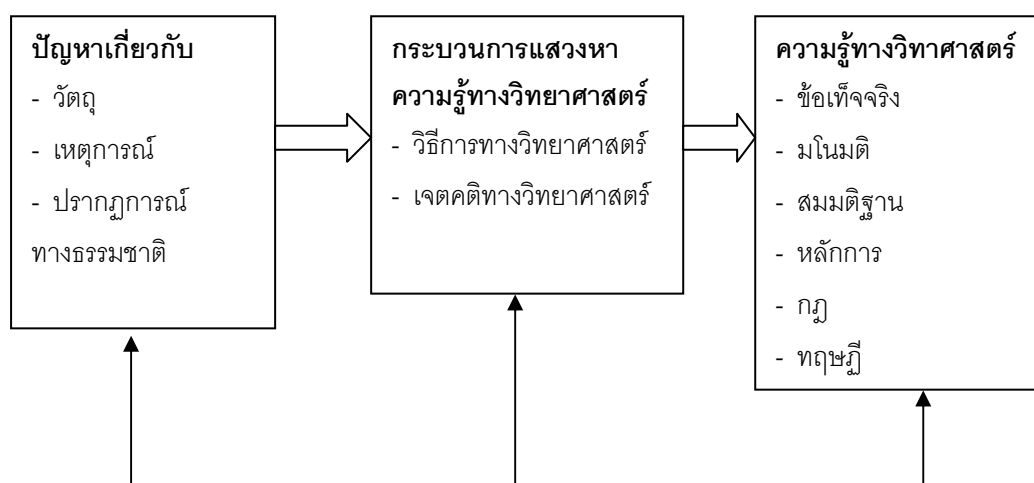 ปัญหาเกี่ยวกับ
- วัตถุ
- เหตุการณ์
- ปรากฏการณ์
ทางธรรมชาติ
กระบวนการแสวงหา
ความรู้ทางวิทยาศาสตร์
- วิธีการทางวิทยาศาสตร์
- เจตคติทางวิทยาศาสตร์
ความรู้ทางวิทาศาสตร์
- ข้อเท็จจริง
- มโนมติ
- สมมติฐาน
- หลักการ
- กฎ
- ทฤษฎี